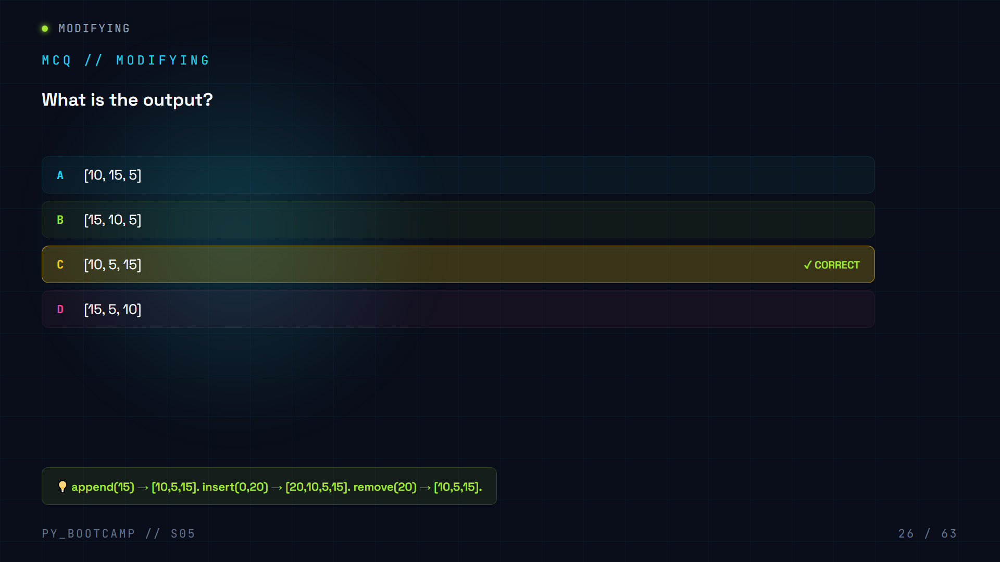 MODIFYING
MCQ // MODIFYING
What is the output?
A [10, 15, 5]
B [15, 10, 5]
C [10, 5, 15] ✓ CORRECT
D [15, 5, 10]
💡 append(15) → [10,5,15]. insert(0,20) → [20,10,5,15]. remove(20) → [10,5,15].
PY_BOOTCAMP // S05
26 / 63